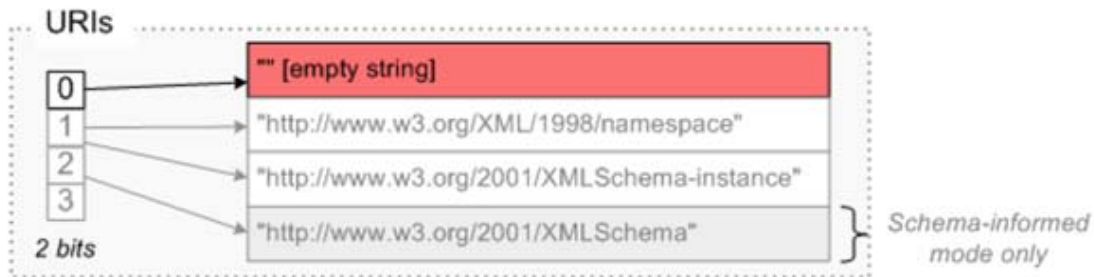 URIs
0
1
2
3
2 bits
"" [empty string]
"http://www.w3.org/XML/1998/namespace"
"http://www.w3.org/2001/XMLSchema-instance"
"http://www.w3.org/2001/XMLSchema"
Schema-informed
mode only